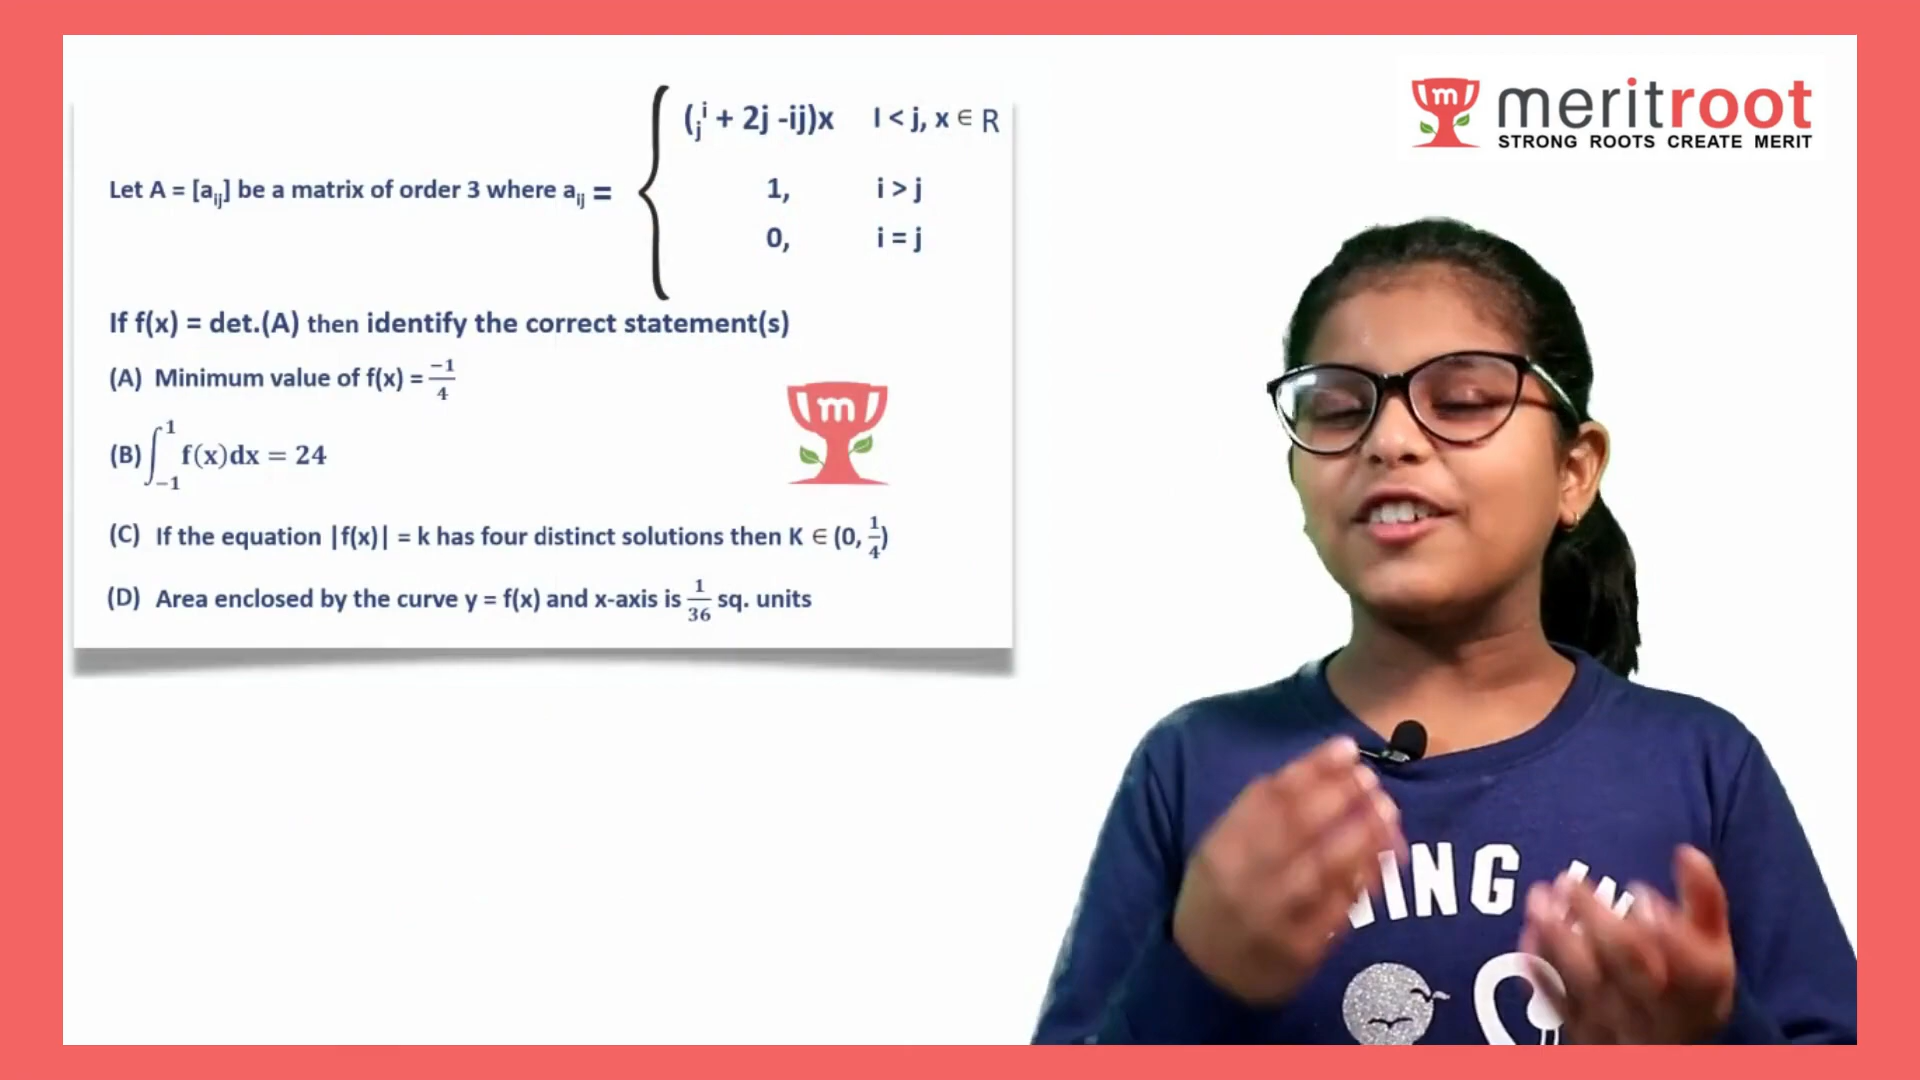 meritroot
STRONG ROOTS CREATE MERIT
Let A = [aᵢⱼ] be a matrix of order 3 where aᵢⱼ =
(ⱼⁱ + 2j -ij)x I < j, x ∈ R
1, i > j
0, i = j
If f(x) = det.(A) then identify the correct statement(s)
(A) Minimum value of f(x) = −1/4
(B) ∫₋₁¹ f(x)dx = 24
(C) If the equation |f(x)| = k has four distinct solutions then K ∈ (0, 1/4)
(D) Area enclosed by the curve y = f(x) and x-axis is 1/36 sq. units
m